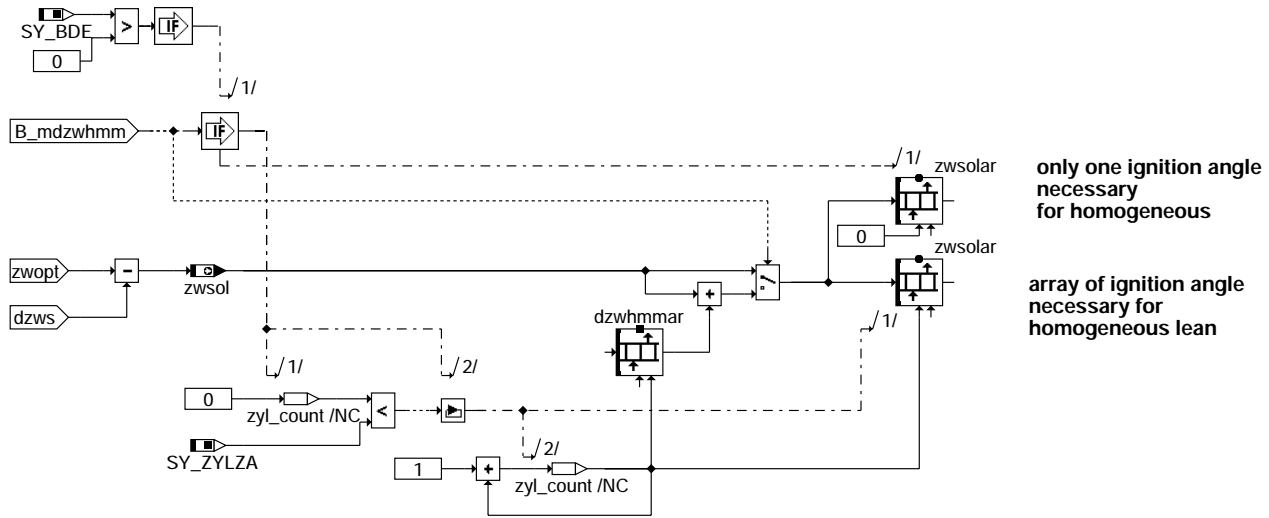 SY_BDE
>
IF
0
/1/
B_mdzwhmm
IF
/1/
zwsolar
only one ignition angle
necessary
for homogeneous
0
zwsolar
zwopt
-
zwsol
dzws
+
array of ignition angle
necessary for
homogeneous lean
dzwhmmar
/1/
/1/
/2/
0
zyl_count /NC
<
SY_ZYLZA
/2/
1
+
zyl_count /NC